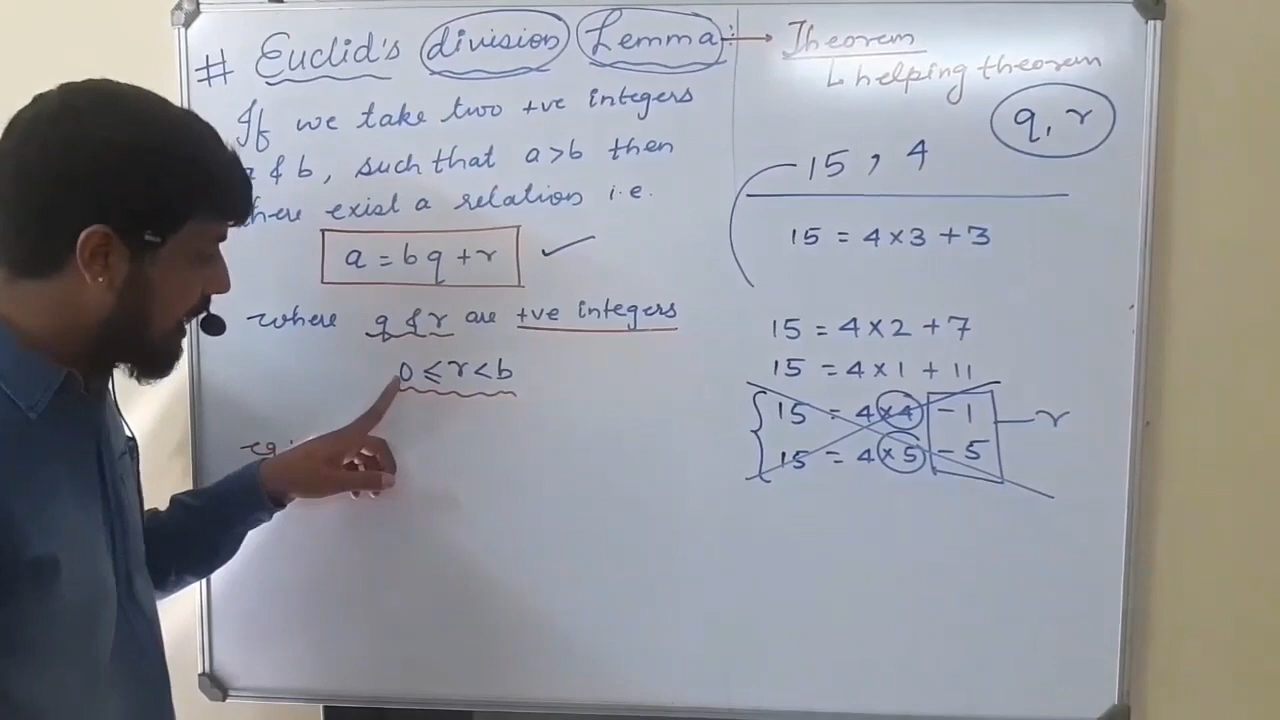 # Euclid's division Lemma :
If we take two +ve integers
& b, such that a > b then
exist a relation i.e.
a = bq + r ✓
where q & r are +ve integers
0 ≤ r < b
Theorem
↳ helping theorem
q, r
15 , 4
15 = 4 × 3 + 3
15 = 4 × 2 + 7
15 = 4 × 1 + 11
15 = 4 × 4 - 1
15 = 4 × 5 - 5
r